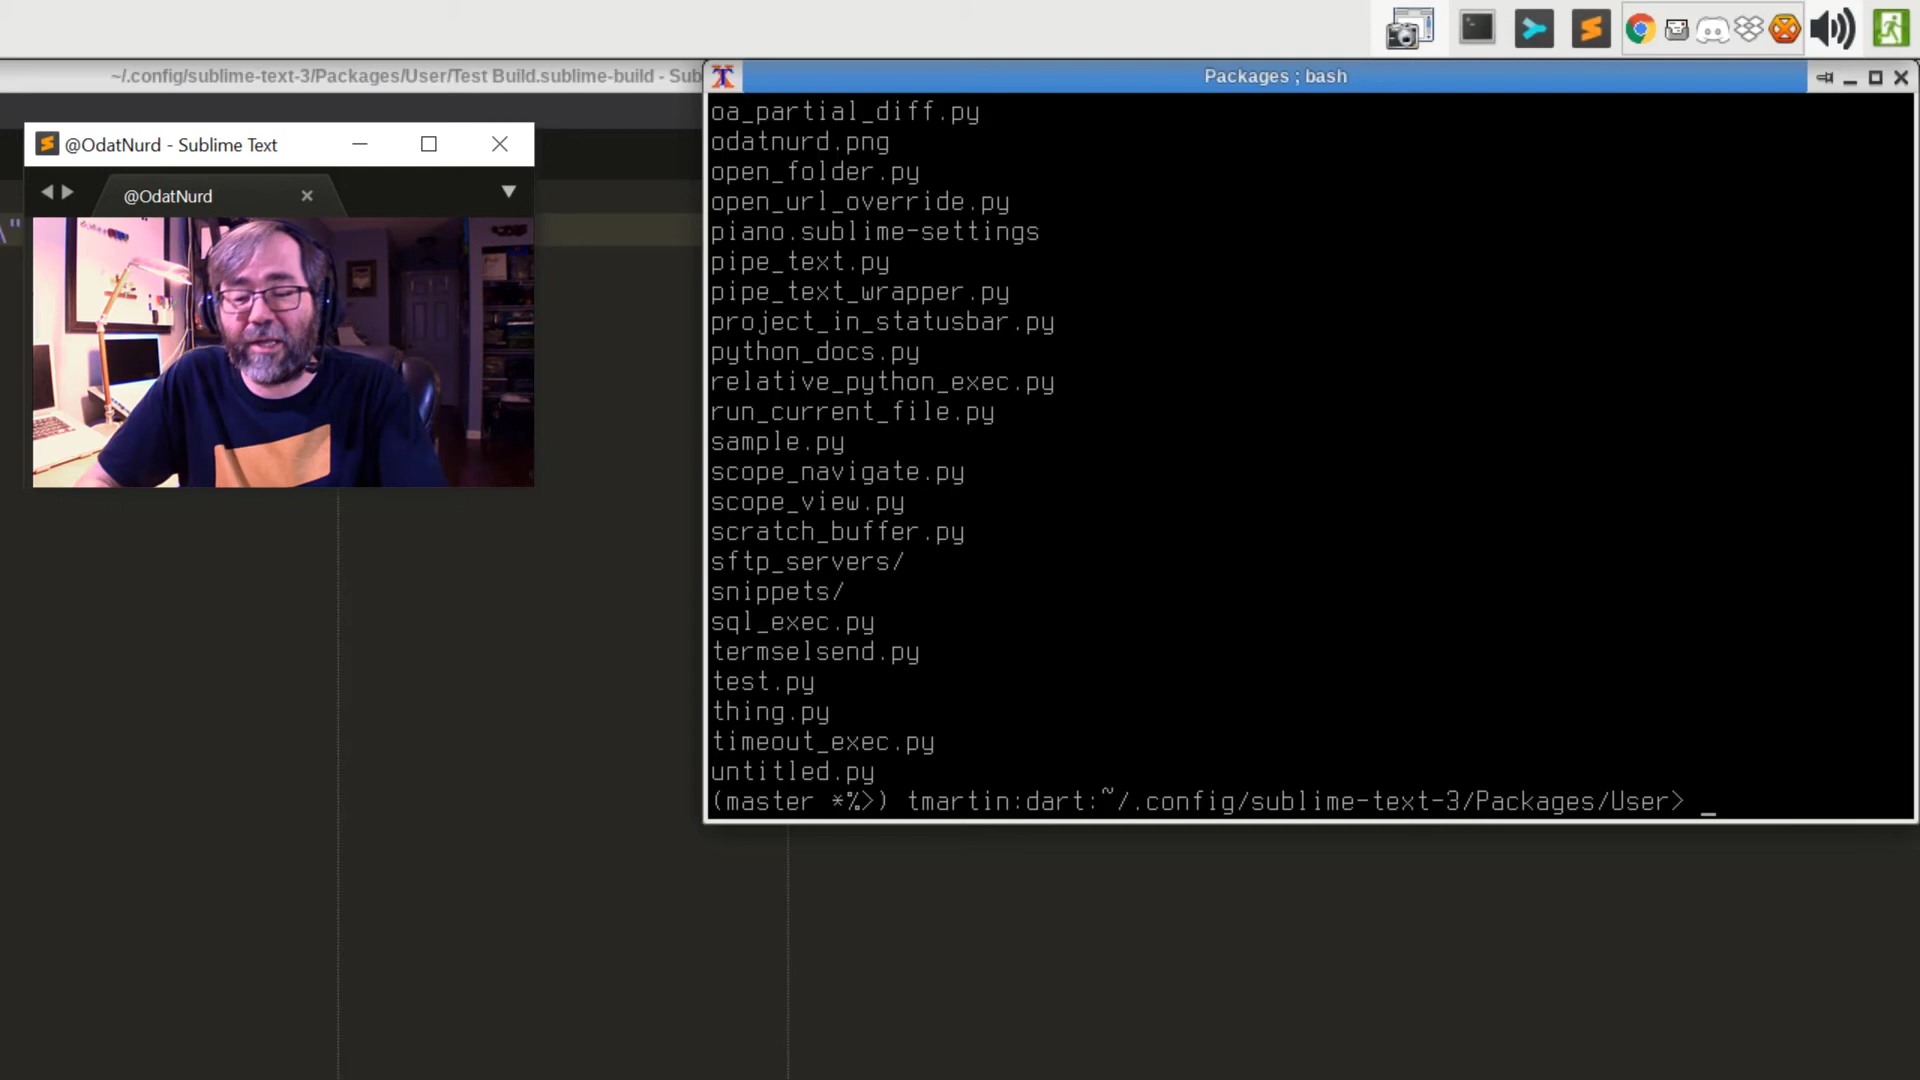 ~/.config/sublime-text-3/Packages/User/Test Build.sublime-build - Sub
Packages ; bash
@OdatNurd - Sublime Text
@OdatNurd
\"
oa_partial_diff.py
odatnurd.png
open_folder.py
open_url_override.py
piano.sublime-settings
pipe_text.py
pipe_text_wrapper.py
project_in_statusbar.py
python_docs.py
relative_python_exec.py
run_current_file.py
sample.py
scope_navigate.py
scope_view.py
scratch_buffer.py
sftp_servers/
snippets/
sql_exec.py
termselsend.py
test.py
thing.py
timeout_exec.py
untitled.py
(master *%>) tmartin:dart:~/.config/sublime-text-3/Packages/User> _